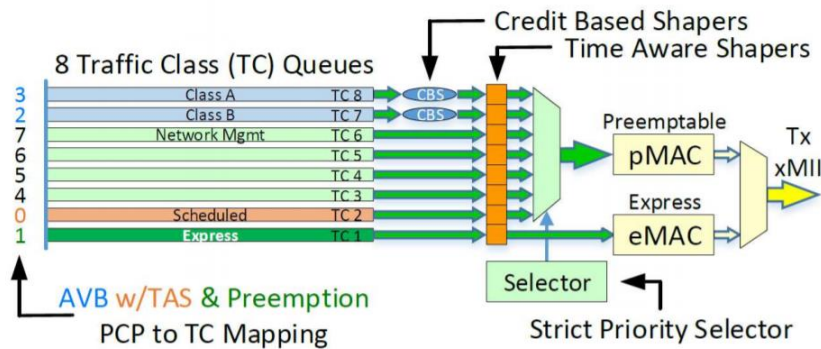 Credit Based Shapers
Time Aware Shapers
8 Traffic Class (TC) Queues
3 Class A TC 8 CBS
2 Class B TC 7 CBS
7 Network Mgmt TC 6
6 TC 5
5 TC 4
4 TC 3
0 Scheduled TC 2
1 Express TC 1
Preemptable
pMAC
Express
eMAC
Tx
xMII
Selector
AVB w/TAS & Preemption
PCP to TC Mapping
Strict Priority Selector